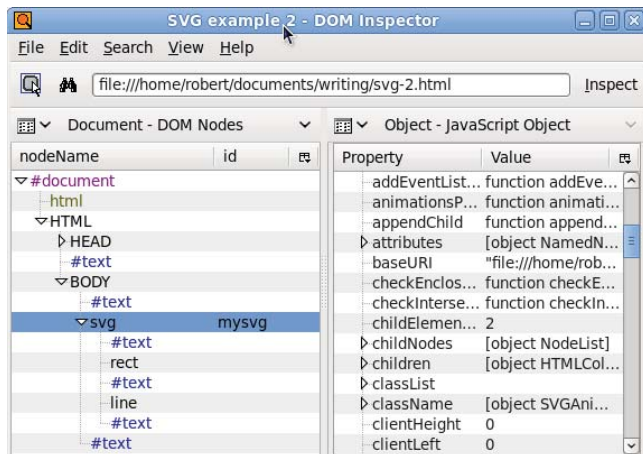 SVG example 2 - DOM Inspector
File Edit Search View Help
file:///home/robert/documents/writing/svg-2.html Inspect
Document - DOM Nodes
nodeName id
#document
html
HTML
HEAD
#text
BODY
#text
svg mysvg
#text
rect
#text
line
#text
#text
Object - JavaScript Object
Property Value
addEventList... function addEve...
animationsP... function animati...
appendChild function append...
attributes [object NamedN...
baseURI "file:///home/rob...
checkEnclos... function checkE...
checkInterse... function checkIn...
childElemen... 2
childNodes [object NodeList]
children [object HTMLCol...
classList
className [object SVGAni...
clientHeight 0
clientLeft 0